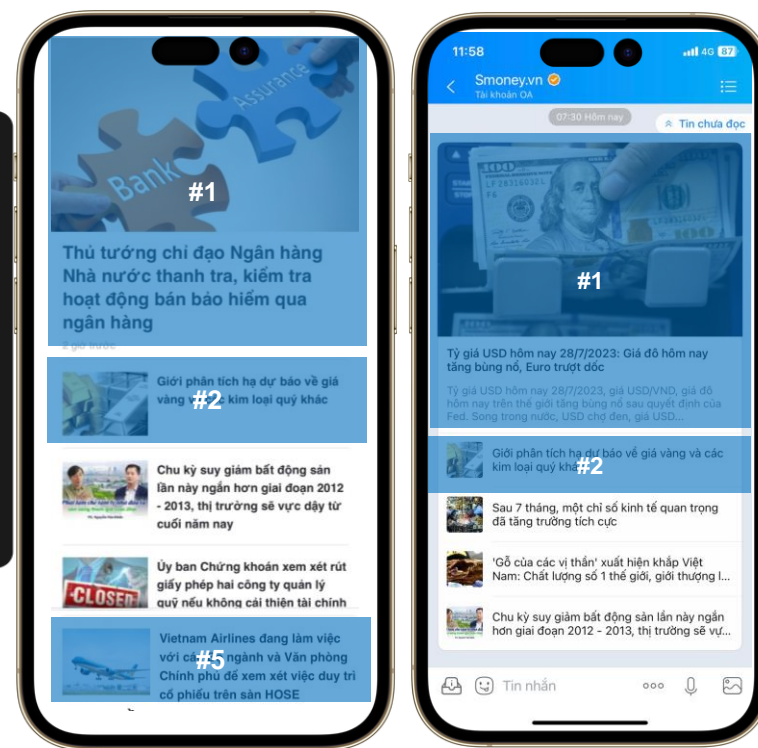 Assurance
Bank
#1
Thủ tướng chỉ đạo Ngân hàng
Nhà nước thanh tra, kiểm tra
hoạt động bán bảo hiểm qua
ngân hàng
2 giờ trước
Giới phân tích hạ dự báo về giá
vàng và kim loại quý khác
#2
Chu kỳ suy giảm bất động sản
lần này ngắn hơn giai đoạn 2012
- 2013, thị trường sẽ vực dậy từ
cuối năm nay
Ủy ban Chứng khoán xem xét rút
giấy phép hai công ty quản lý
quỹ nếu không cải thiện tài chính
CLOSED
Vietnam Airlines đang làm việc
với ngành và Văn phòng
#5
Chính phủ để xem xét việc duy trì
cổ phiếu trên sàn HOSE
11:58
4G 87
Smoney.vn
Tài khoản OA
07:30 Hôm nay
Tin chưa đọc
100
LF28316032L
F6
#1
Tỷ giá USD hôm nay 28/7/2023: Giá đô hôm nay
tăng bùng nổ, Euro trượt dốc
Tỷ giá USD hôm nay 28/7/2023, giá USD/VND, giá đô
hôm nay trên thế giới tăng bùng nổ sau quyết định của
Fed. Song trong nước, USD chợ đen, giá USD...
Giới phân tích hạ dự báo về giá vàng và các
kim loại quý
#2
Sau 7 tháng, một chỉ số kinh tế quan trọng
đã tăng trưởng tích cực
'Gỗ của các vị thần' xuất hiện khắp Việt
Nam: Chất lượng số 1 thế giới, giới thượng l...
Chu kỳ suy giảm bất động sản lần này ngắn
hơn giai đoạn 2012 - 2013, thị trường sẽ vự...
Tin nhắn